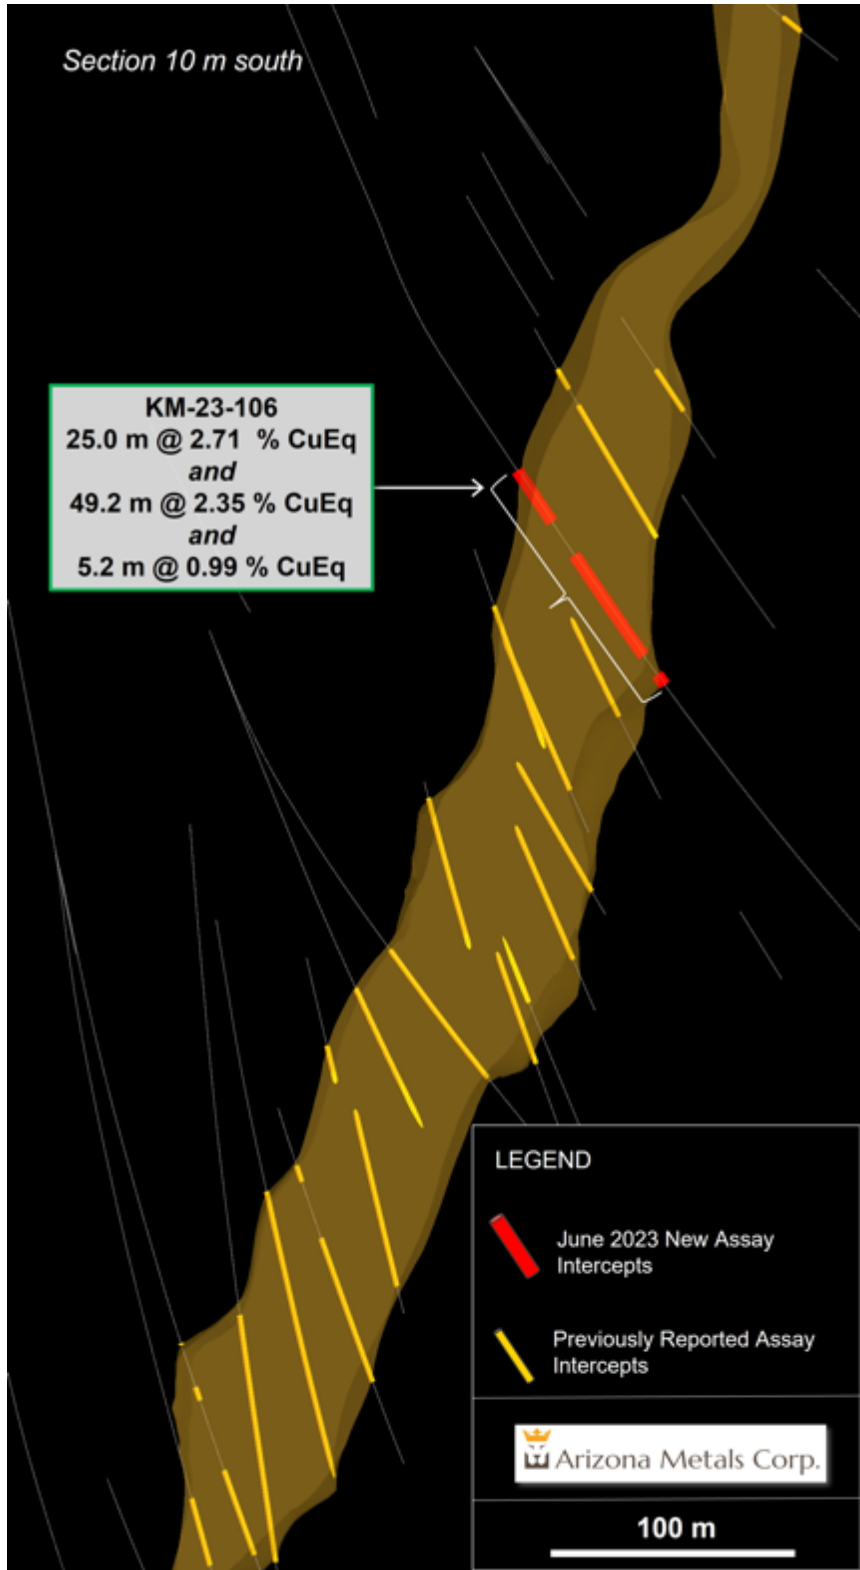 Section 10 m south
KM-23-106
25.0 m @ 2.71 % CuEq
and
49.2 m @ 2.35 % CuEq
and
5.2 m @ 0.99 % CuEq
LEGEND
June 2023 New Assay
Intercepts
Previously Reported Assay
Intercepts
Arizona Metals Corp.
100 m